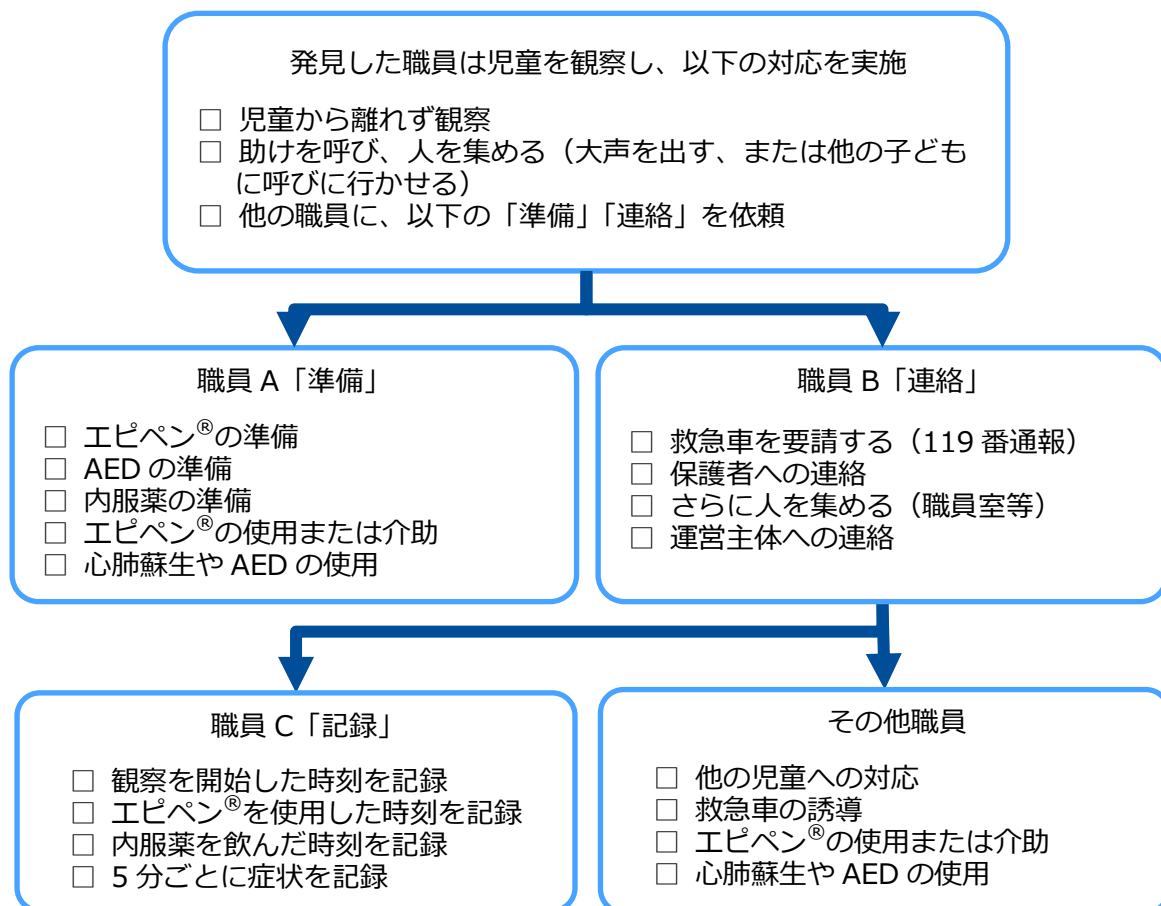 発見した職員は児童を観察し、以下の対応を実施
□ 児童から離れず観察
□ 助けを呼び、人を集める（大声を出す、または他の子ども
に呼びに行かせる）
□ 他の職員に、以下の「準備」「連絡」を依頼
職員 A「準備」
□ エピペン®の準備
□ AED の準備
□ 内服薬の準備
□ エピペン®の使用または介助
□ 心肺蘇生や AED の使用
職員 B「連絡」
□ 救急車を要請する（119 番通報）
□ 保護者への連絡
□ さらに人を集める（職員室等）
□ 運営主体への連絡
職員 C「記録」
□ 観察を開始した時刻を記録
□ エピペン®を使用した時刻を記録
□ 内服薬を飲んだ時刻を記録
□ 5 分ごとに症状を記録
その他職員
□ 他の児童への対応
□ 救急車の誘導
□ エピペン®の使用または介助
□ 心肺蘇生や AED の使用